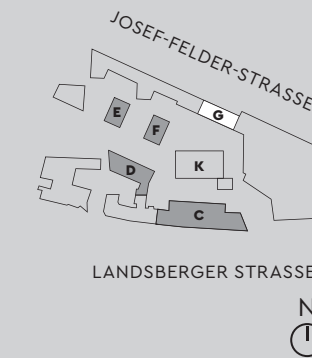 JOSEF-FELDER-STRASSE
G
E
F
K
D
C
LANDSBERGER STRASSE
N